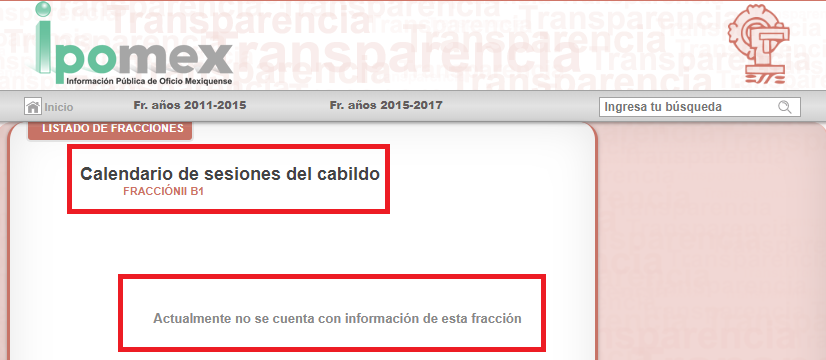 Transparencia
ipomex
Información Pública de Oficio Mexiquense
Inicio
Fr. años 2011-2015
Fr. años 2015-2017
Ingresa tu búsqueda
LISTADO DE FRACCIONES
Calendario de sesiones del cabildo
FRACCIÓNII B1
Actualmente no se cuenta con información de esta fracción